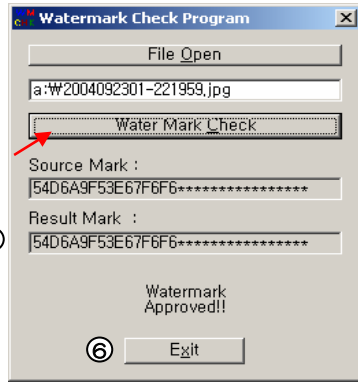 Watermark Check Program
File Open
a:₩2004092301-221959.jpg
Water Mark Check
Source Mark :
54D6A9F53E67F6F6****************
Result Mark :
54D6A9F53E67F6F6****************
Watermark
Approved!!
⑥ Exit